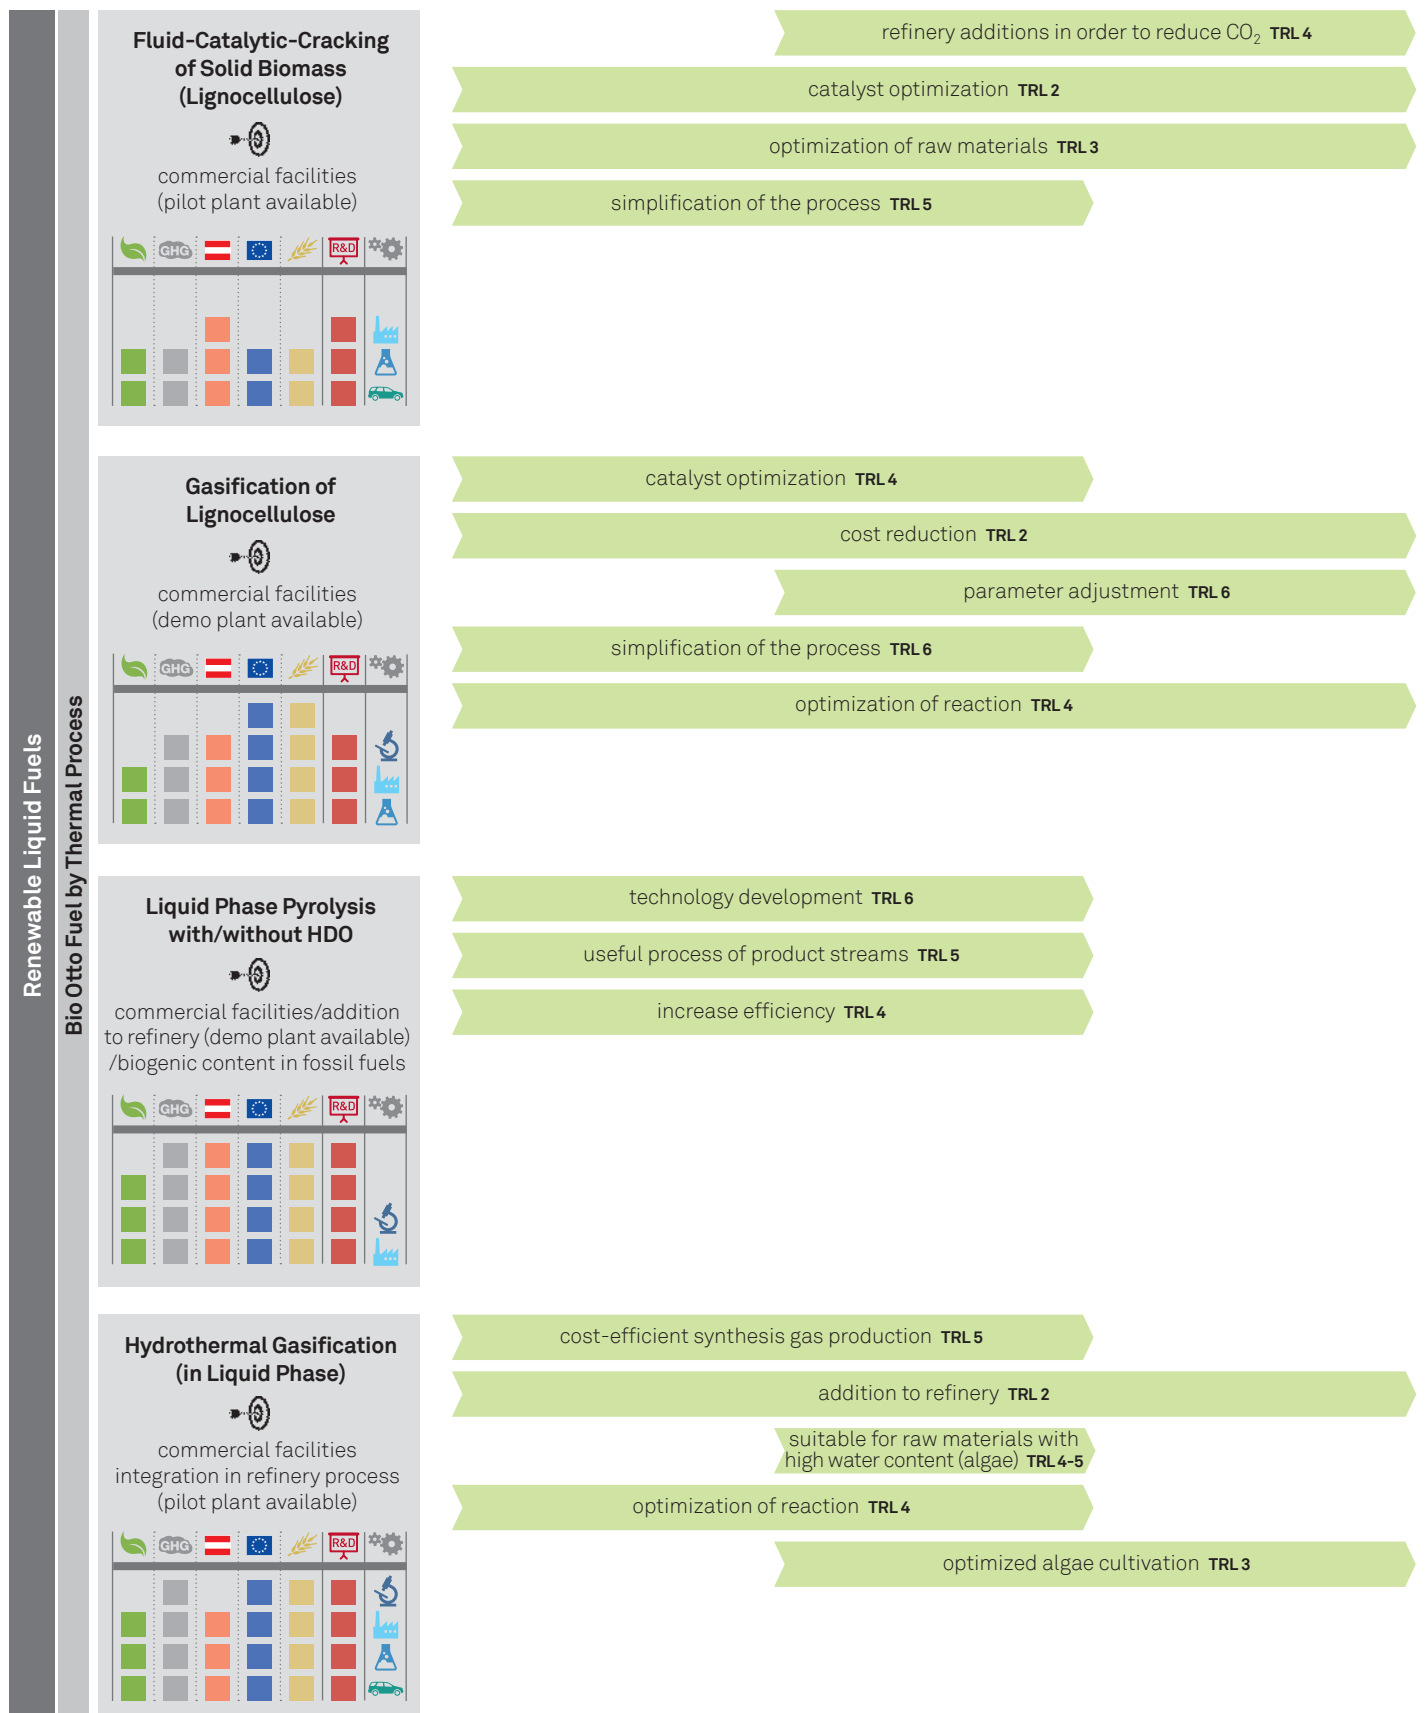 Renewable Liquid Fuels
Bio Otto Fuel by Thermal Process
Fluid-Catalytic-Cracking
of Solid Biomass
(Lignocellulose)
commercial facilities
(pilot plant available)
GHG
R&D
refinery additions in order to reduce CO₂ TRL 4
catalyst optimization TRL 2
optimization of raw materials TRL 3
simplification of the process TRL 5
Gasification of
Lignocellulose
commercial facilities
(demo plant available)
GHG
R&D
catalyst optimization TRL 4
cost reduction TRL 2
parameter adjustment TRL 6
simplification of the process TRL 6
optimization of reaction TRL 4
Liquid Phase Pyrolysis
with/without HDO
commercial facilities/addition
to refinery (demo plant available)
/biogenic content in fossil fuels
GHG
R&D
technology development TRL 6
useful process of product streams TRL 5
increase efficiency TRL 4
Hydrothermal Gasification
(in Liquid Phase)
commercial facilities
integration in refinery process
(pilot plant available)
GHG
R&D
cost-efficient synthesis gas production TRL 5
addition to refinery TRL 2
suitable for raw materials with
high water content (algae) TRL 4-5
optimization of reaction TRL 4
optimized algae cultivation TRL 3